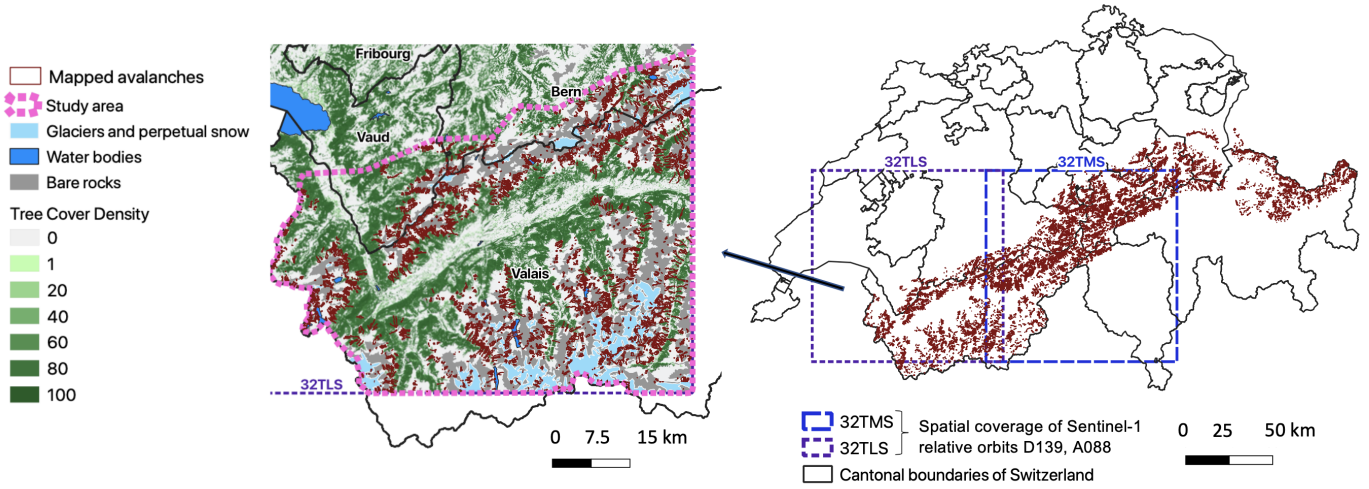 Mapped avalanches
Study area
Glaciers and perpetual snow
Water bodies
Bare rocks
Tree Cover Density
0
1
20
40
60
80
100
Fribourg
Bern
Vaud
Valais
32TLS
0 7.5 15 km
32TLS
32TMS
32TMS
32TLS
Spatial coverage of Sentinel-1
relative orbits D139, A088
Cantonal boundaries of Switzerland
0 25 50 km